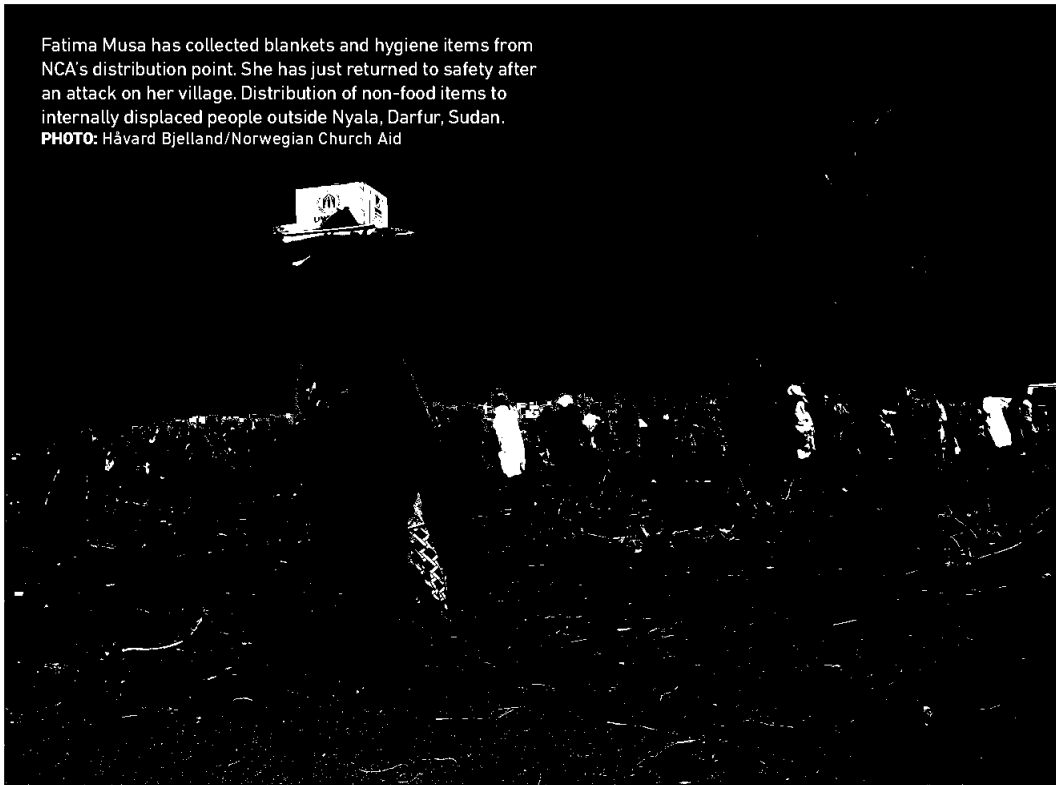 Fatima Musa has collected blankets and hygiene items from
NCA's distribution point. She has just returned to safety after
an attack on her village. Distribution of non-food items to
internally displaced people outside Nyala, Darfur, Sudan.
PHOTO: Håvard Bjelland/Norwegian Church Aid